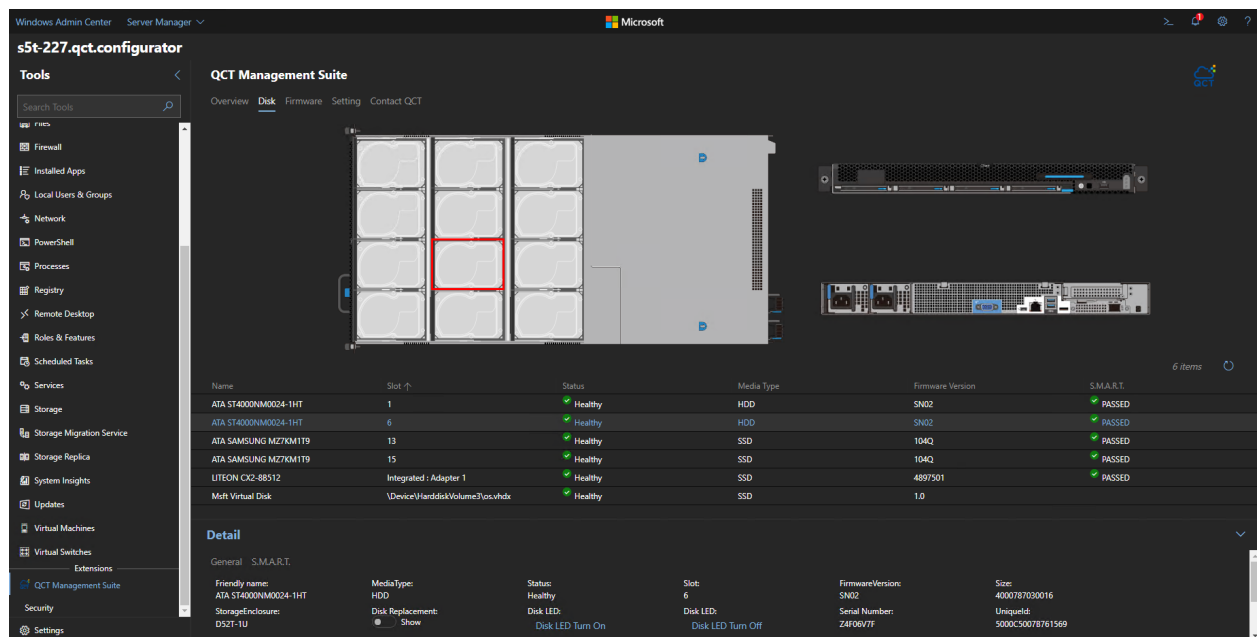 Windows Admin Center Server Manager
Microsoft
s5t-227.qct.configurator
Tools
Search Tools
Files
Firewall
Installed Apps
Local Users & Groups
Network
PowerShell
Processes
Registry
Remote Desktop
Roles & Features
Scheduled Tasks
Services
Storage
Storage Migration Service
Storage Replica
System Insights
Updates
Virtual Machines
Virtual Switches
Extensions
QCT Management Suite
Security
Settings
QCT Management Suite
QCT
Overview Disk Firmware Setting Contact QCT
6 items
Name Slot Status Media Type Firmware Version S.M.A.R.T.
ATA ST4000NM0024-1HT 1 Healthy HDD SN02 PASSED
ATA ST4000NM0024-1HT 6 Healthy HDD SN02 PASSED
ATA SAMSUNG MZ7KM1T9 13 Healthy SSD 104Q PASSED
ATA SAMSUNG MZ7KM1T9 15 Healthy SSD 104Q PASSED
LITEON CX2-8B512 Integrated : Adapter 1 Healthy SSD 4897501 PASSED
Msft Virtual Disk \Device\HarddiskVolume3\os.vhdx Healthy SSD 1.0
Detail
General S.M.A.R.T.
Friendly name: MediaType: Status: Slot: FirmwareVersion: Size:
ATA ST4000NM0024-1HT HDD Healthy 6 SN02 4000787030016
StorageEnclosure: Disk Replacement: Disk LED: Disk LED: Serial Number: UniqueId:
D52T-1U Show Disk LED Turn On Disk LED Turn Off Z4F06V7F 5000C50078761569